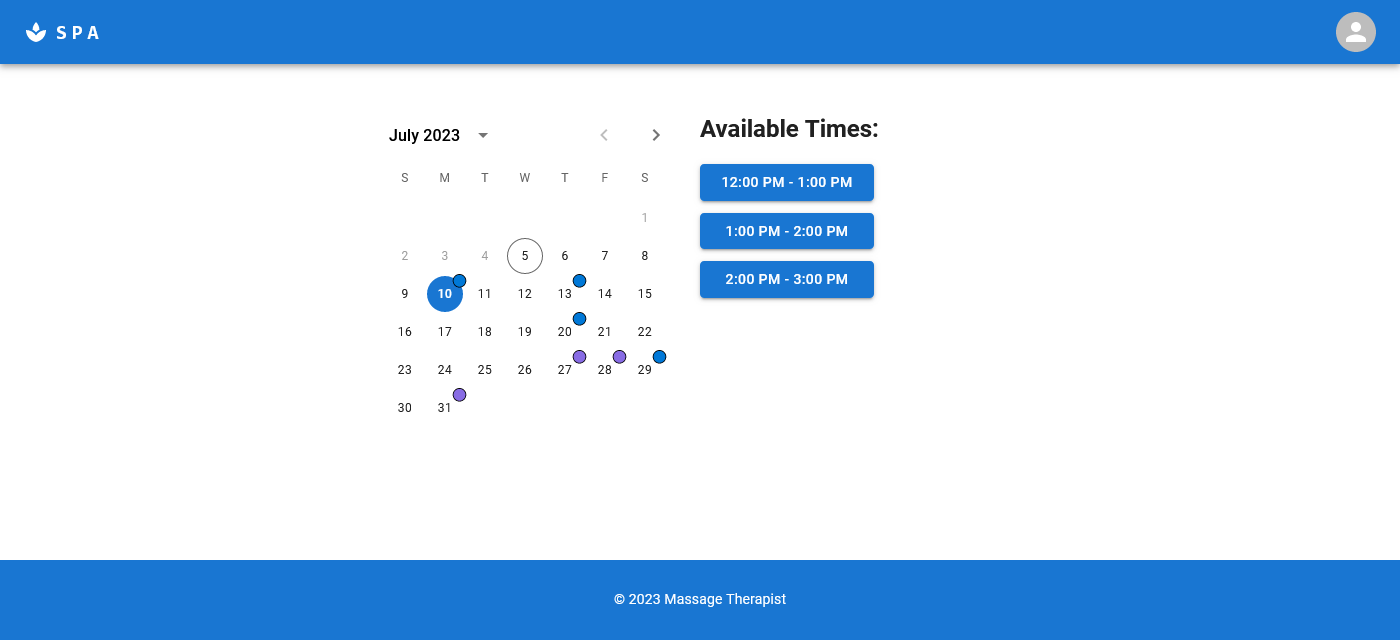 SPA
July 2023
S M T W T F S
1
2 3 4 5 6 7 8
9 10 11 12 13 14 15
16 17 18 19 20 21 22
23 24 25 26 27 28 29
30 31
Available Times:
12:00 PM - 1:00 PM
1:00 PM - 2:00 PM
2:00 PM - 3:00 PM
© 2023 Massage Therapist